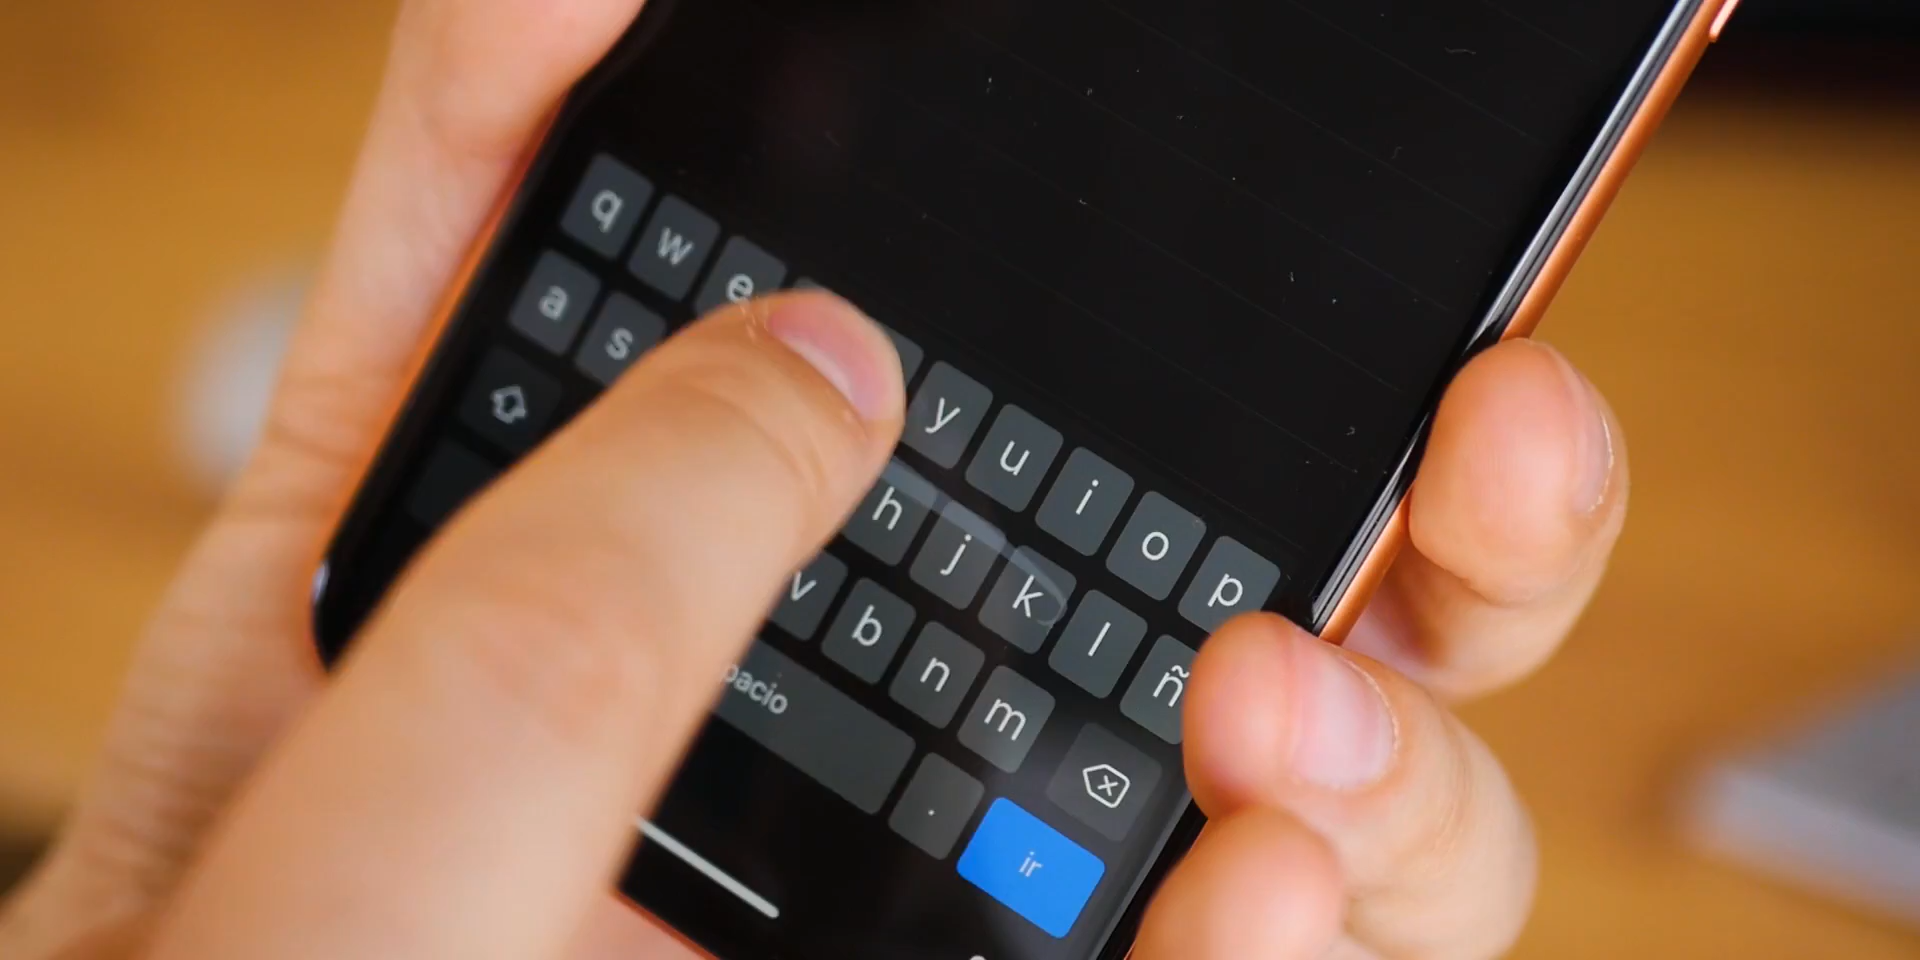 q w e
y u i o p
a s
h j k l ñ
v b n m
pacio .
ir